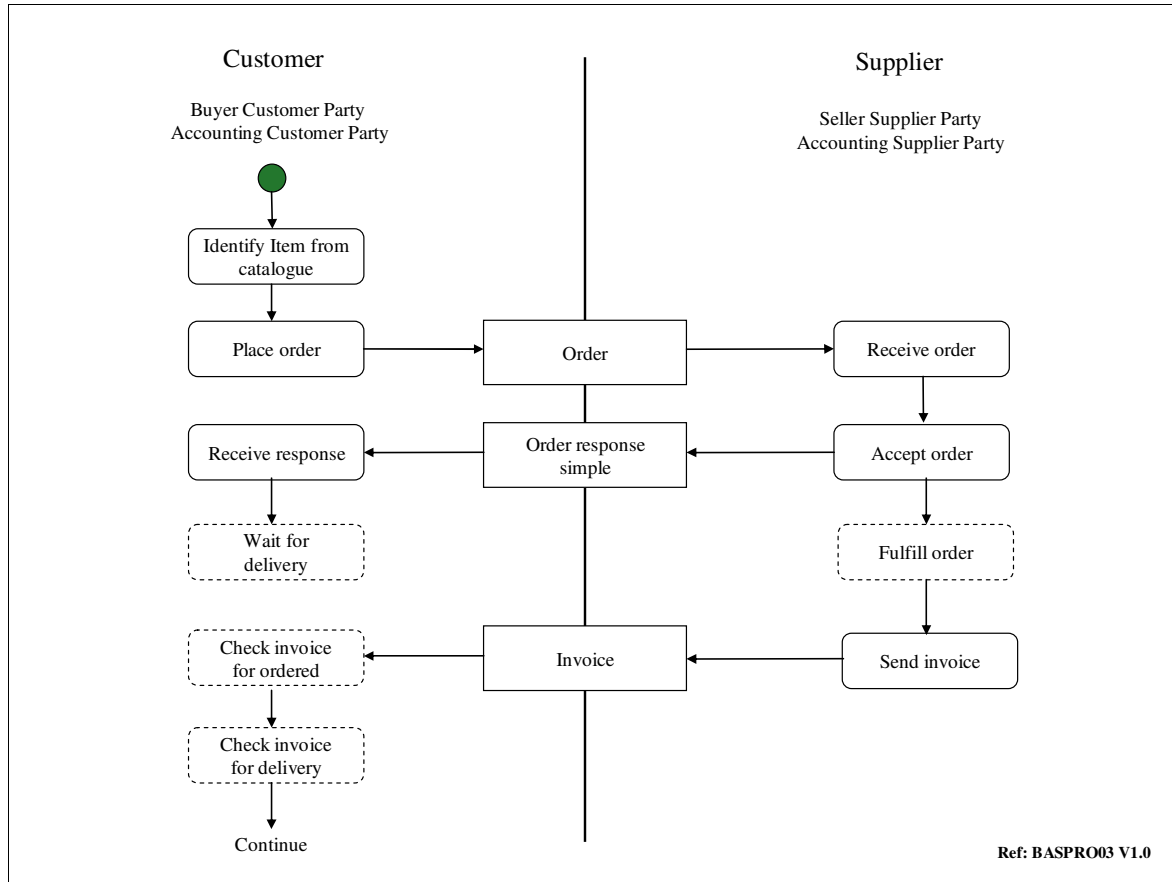 Customer
Supplier
Buyer Customer Party
Accounting Customer Party
Seller Supplier Party
Accounting Supplier Party
Identify Item from
catalogue
Place order
Order
Receive order
Receive response
Order response
simple
Accept order
Wait for
delivery
Fulfill order
Check invoice
for ordered
Invoice
Send invoice
Check invoice
for delivery
Continue
Ref: BASPRO03 V1.0